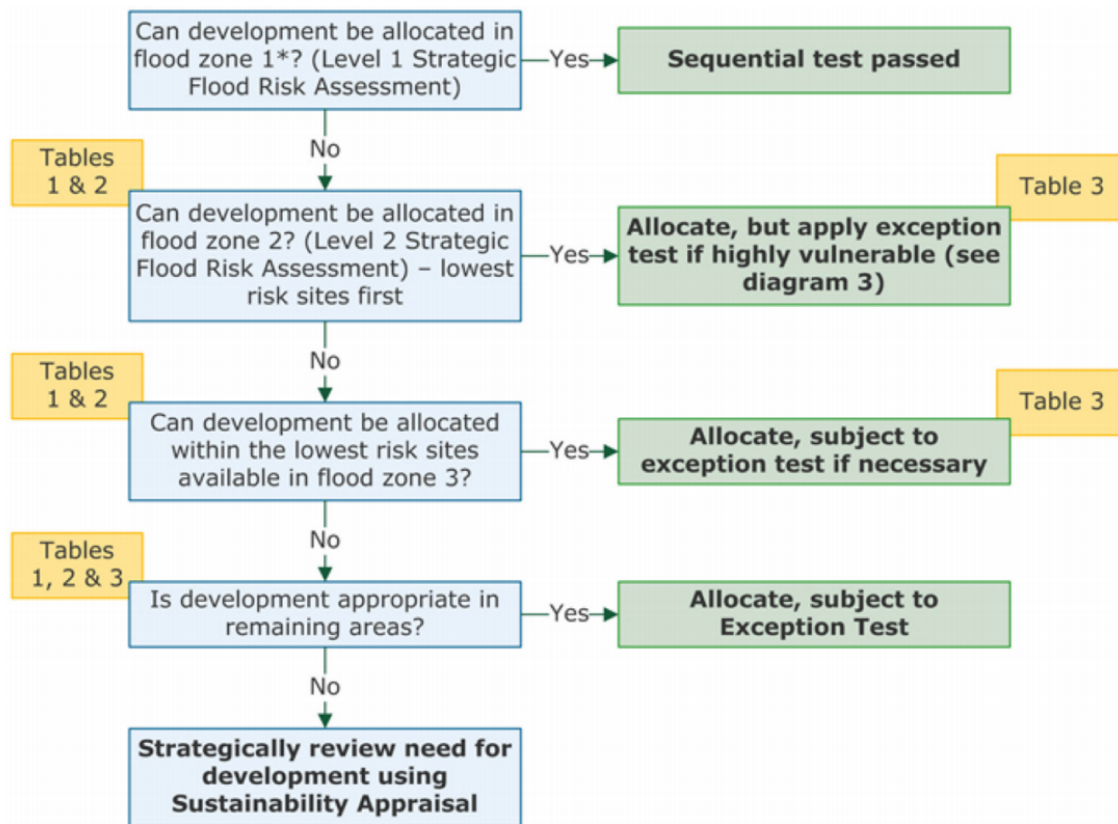 Can development be allocated in
flood zone 1*? (Level 1 Strategic
Flood Risk Assessment)
Yes
Sequential test passed
No
Tables
1 & 2
Table 3
Can development be allocated in
flood zone 2? (Level 2 Strategic
Flood Risk Assessment) – lowest
risk sites first
Yes
Allocate, but apply exception
test if highly vulnerable (see
diagram 3)
No
Tables
1 & 2
Table 3
Can development be allocated
within the lowest risk sites
available in flood zone 3?
Yes
Allocate, subject to
exception test if necessary
No
Tables
1, 2 & 3
Is development appropriate in
remaining areas?
Yes
Allocate, subject to
Exception Test
No
Strategically review need for
development using
Sustainability Appraisal